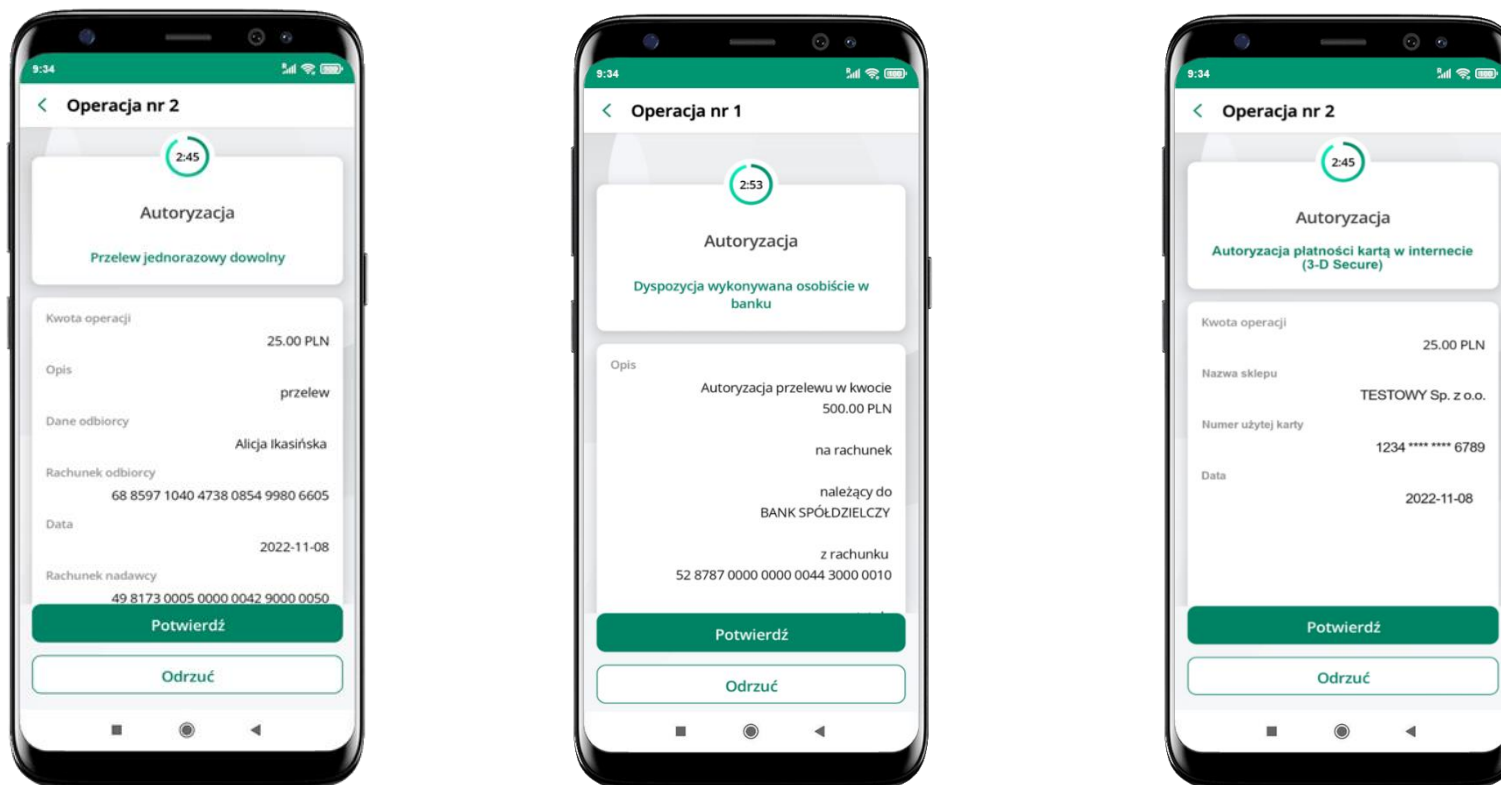 9:34
Operacja nr 2
2:45
Autoryzacja
Przelew jednorazowy dowolny
Kwota operacji
25.00 PLN
Opis
przelew
Dane odbiorcy
Alicja Ikasińska
Rachunek odbiorcy
68 8597 1040 4738 0854 9980 6605
Data
2022-11-08
Rachunek nadawcy
49 8173 0005 0000 0042 9000 0050
Potwierdź
Odrzuć
9:34
Operacja nr 1
2:53
Autoryzacja
Dyspozycja wykonywana osobiście w
banku
Opis
Autoryzacja przelewu w kwocie
500.00 PLN
na rachunek
należący do
BANK SPÓŁDZIELCZY
z rachunku
52 8787 0000 0000 0044 3000 0010
Potwierdź
Odrzuć
9:34
Operacja nr 2
2:45
Autoryzacja
Autoryzacja płatności kartą w internecie
(3-D Secure)
Kwota operacji
25.00 PLN
Nazwa sklepu
TESTOWY Sp. z o.o.
Numer użytej karty
1234 **** **** 6789
Data
2022-11-08
Potwierdź
Odrzuć